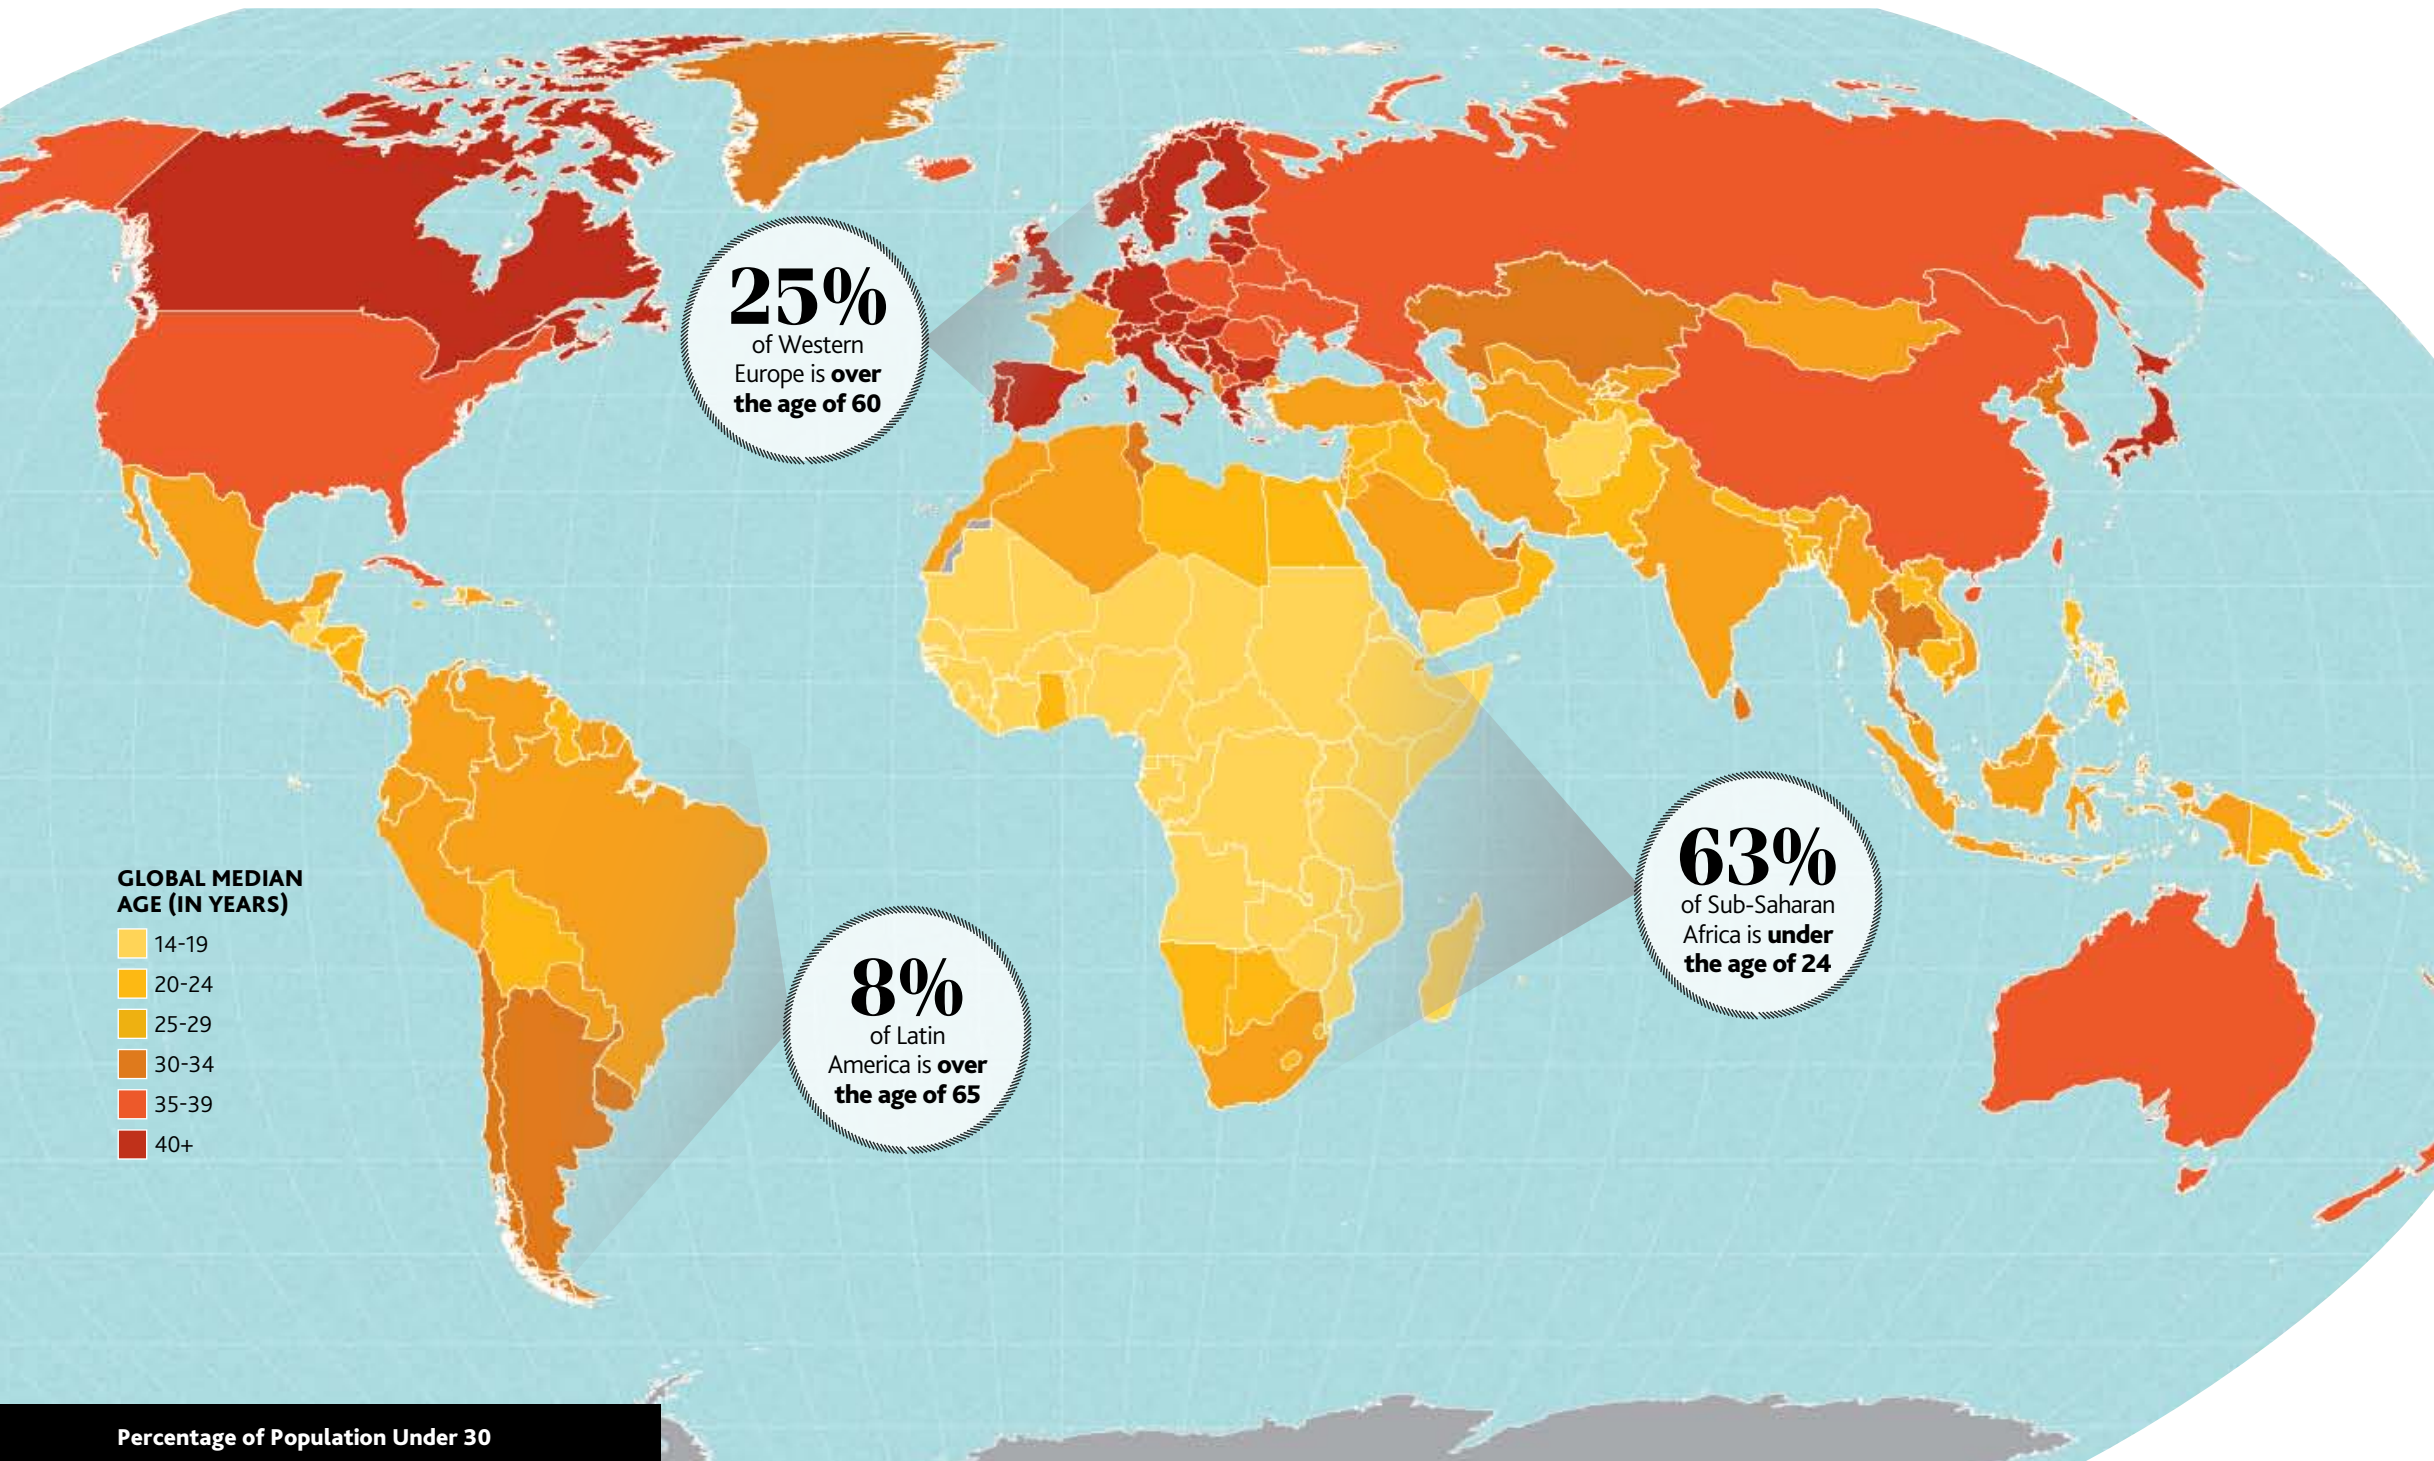 25%
of Western
Europe is over
the age of 60
63%
of Sub-Saharan
Africa is under
the age of 24
8%
of Latin
America is over
the age of 65
GLOBAL MEDIAN
AGE (IN YEARS)
14-19
20-24
25-29
30-34
35-39
40+
Percentage of Population Under 30